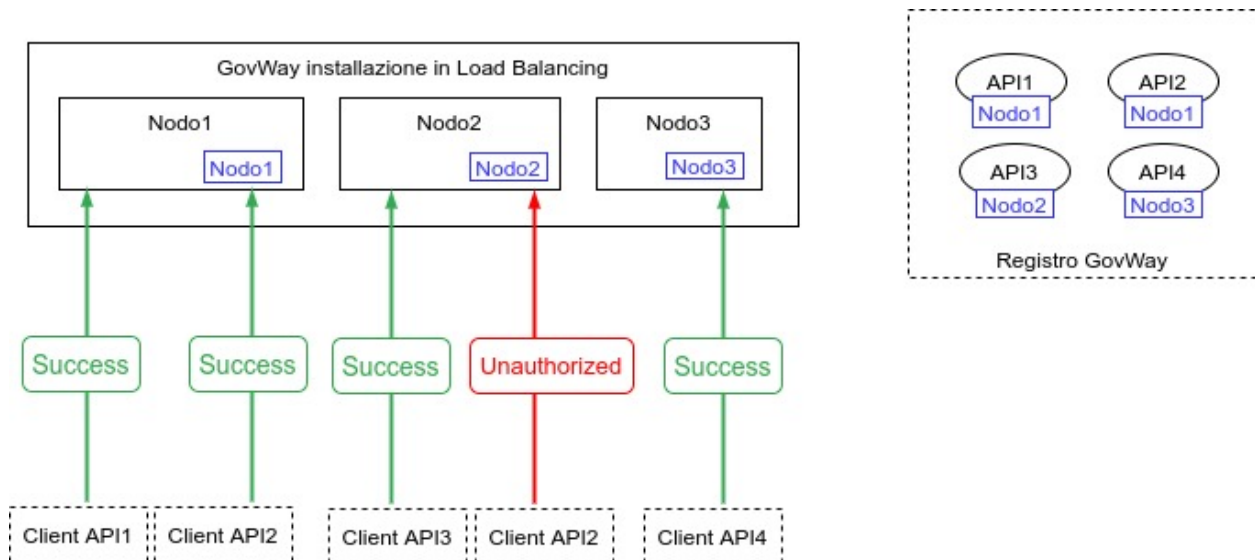 GovWay installazione in Load Balancing
Nodo1
Nodo1
Nodo2
Nodo2
Nodo3
Nodo3
Success
Success
Success
Unauthorized
Success
Client API1
Client API2
Client API3
Client API2
Client API4
API1
Nodo1
API2
Nodo1
API3
Nodo2
API4
Nodo3
Registro GovWay